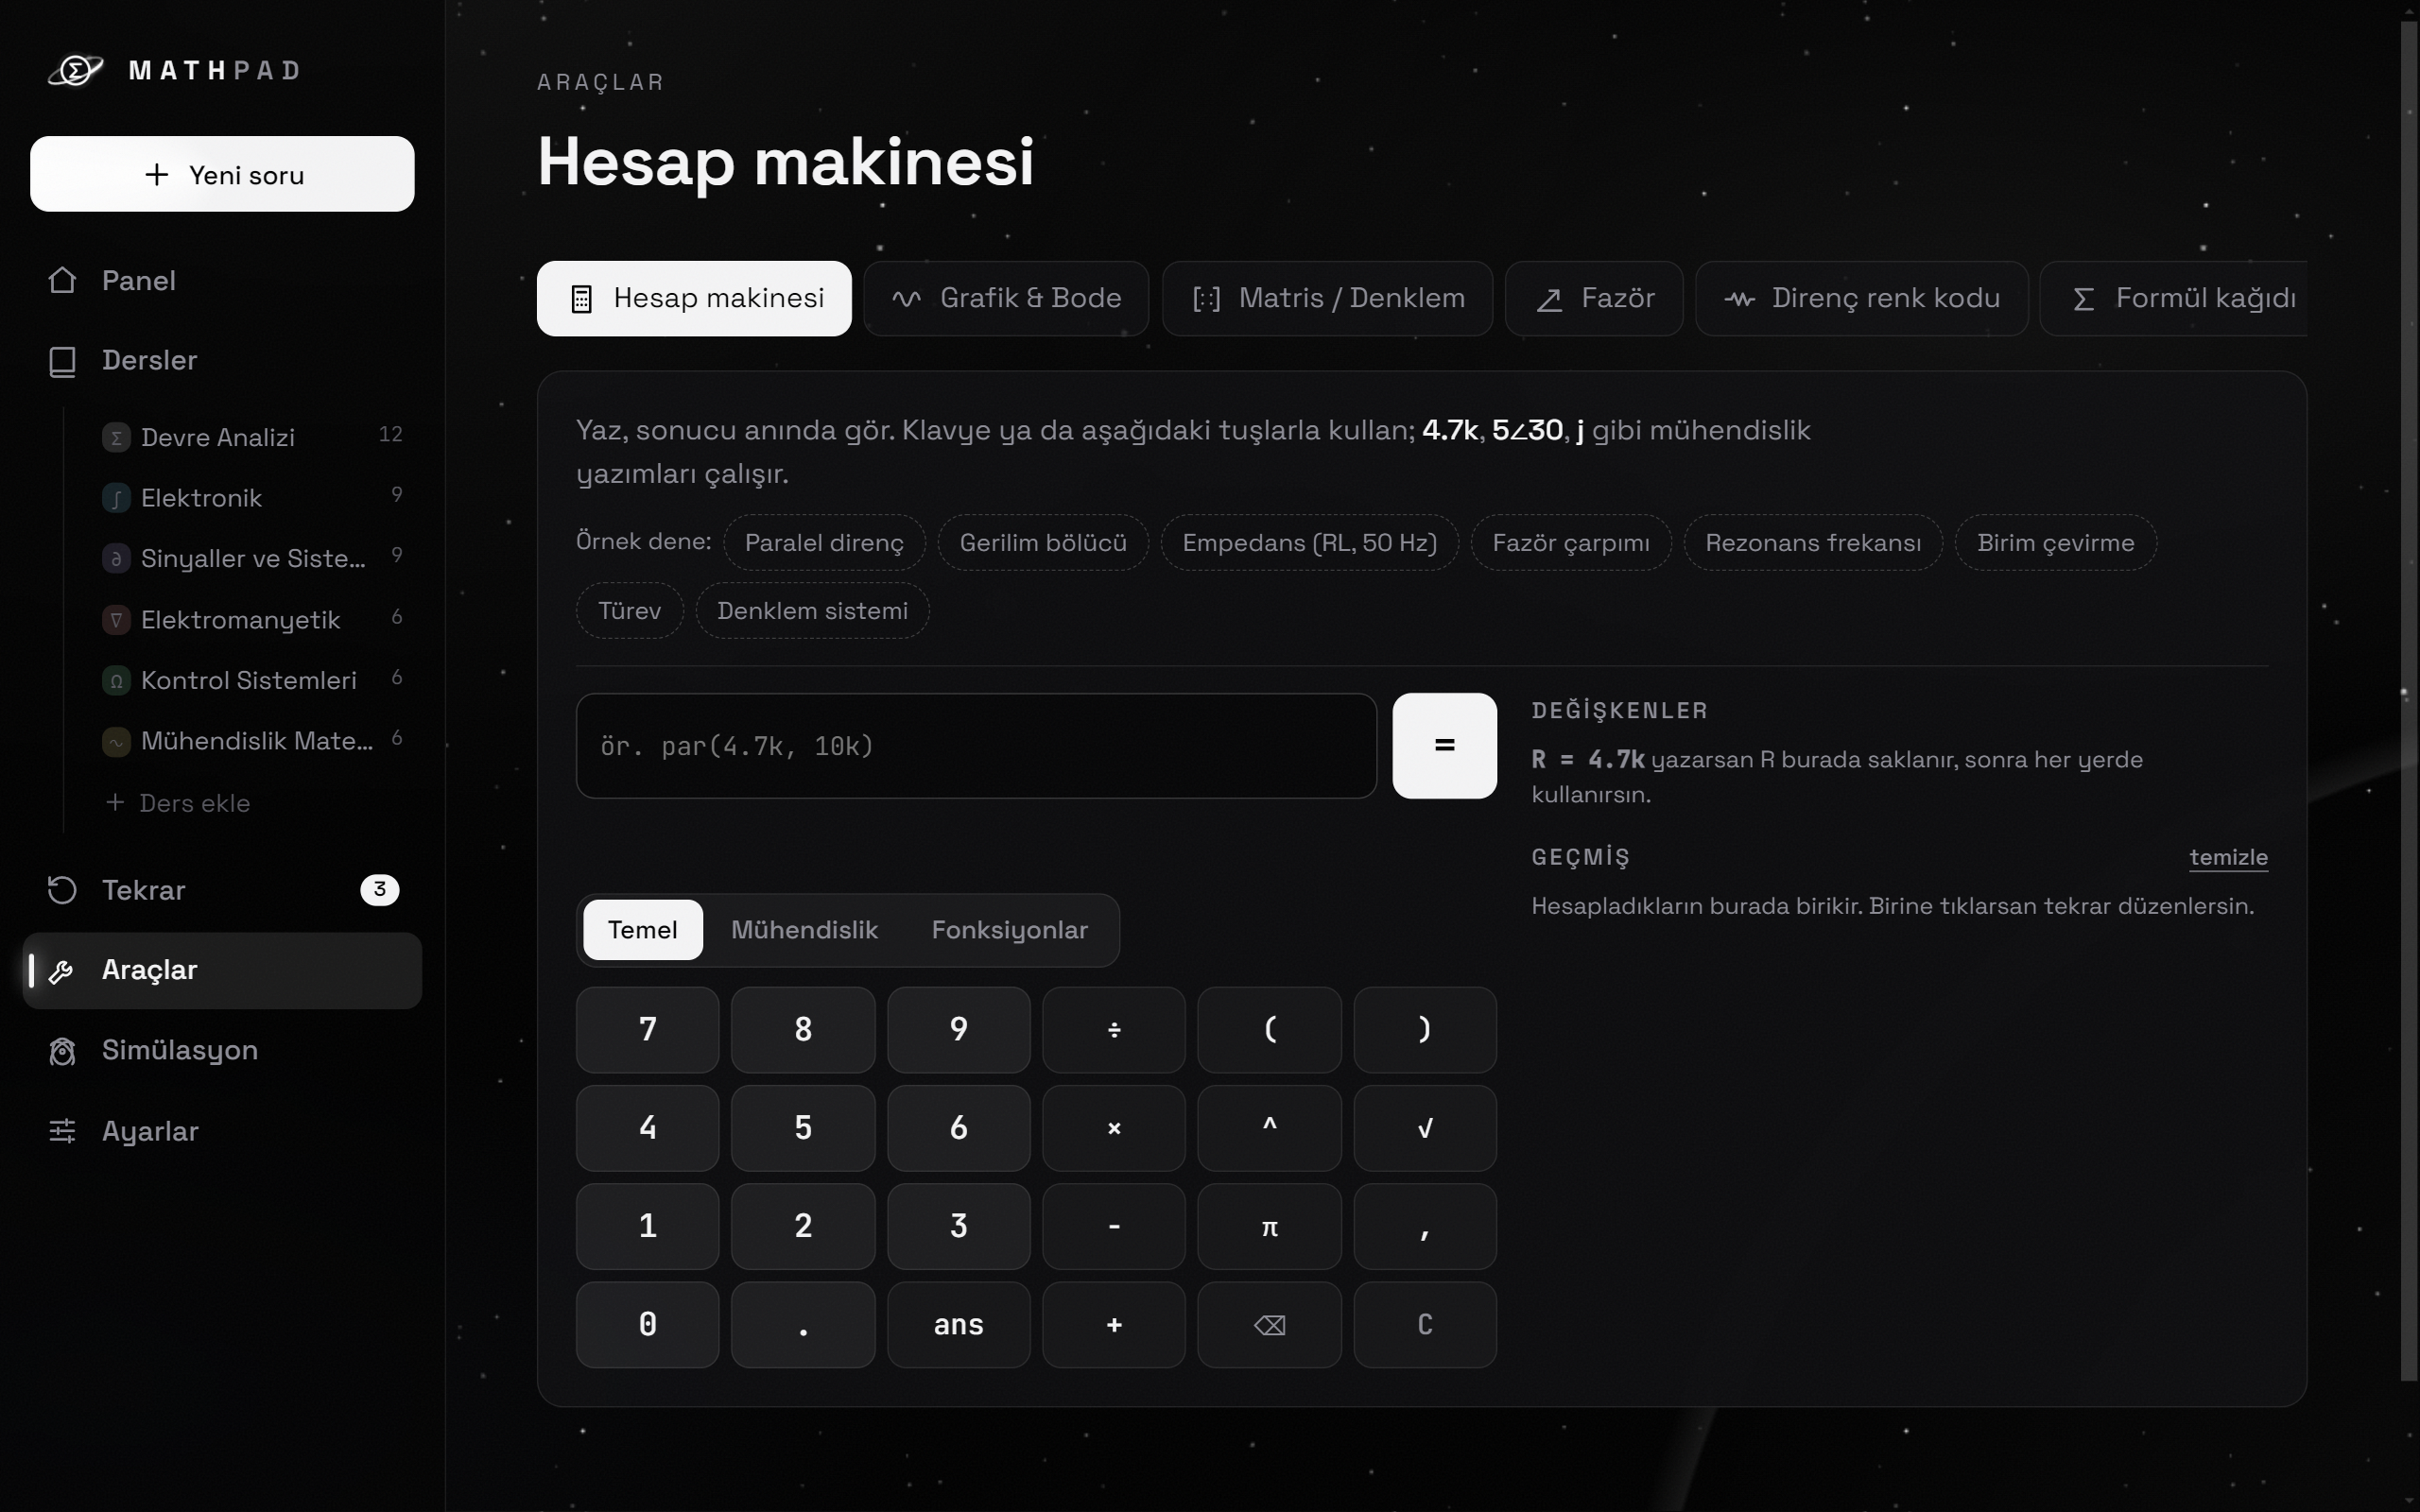 MATHPAD
+ Yeni soru
Panel
Dersler
Σ Devre Analizi 12
∫ Elektronik 9
∂ Sinyaller ve Siste... 9
∇ Elektromanyetik 6
Ω Kontrol Sistemleri 6
~ Mühendislik Mate... 6
+ Ders ekle
Tekrar 3
Araçlar
Simülasyon
Ayarlar
ARAÇLAR
Hesap makinesi
Hesap makinesi Grafik & Bode Matris / Denklem Fazör Direnç renk kodu Σ Formül kağıdı
Yaz, sonucu anında gör. Klavye ya da aşağıdaki tuşlarla kullan; 4.7k, 5∠30, j gibi mühendislik
yazımları çalışır.
Örnek dene: Paralel direnç Gerilim bölücü Empedans (RL, 50 Hz) Fazör çarpımı Rezonans frekansı Birim çevirme
Türev Denklem sistemi
ör. par(4.7k, 10k) =
DEĞİŞKENLER
R = 4.7k yazarsan R burada saklanır, sonra her yerde
kullanırsın.
GEÇMİŞ temizle
Hesapladıkların burada birikir. Birine tıklarsan tekrar düzenlersin.
Temel Mühendislik Fonksiyonlar
7 8 9 ÷ ( )
4 5 6 × ^ √
1 2 3 - π ,
0 . ans + ⌫ C